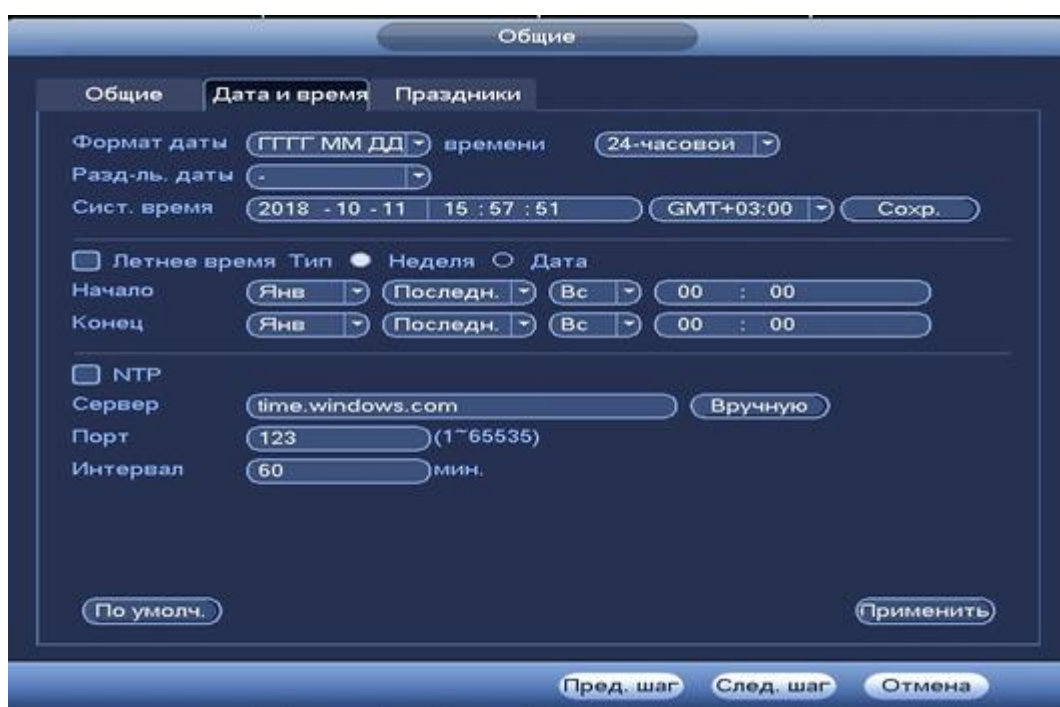 Общие
Общие Дата и время Праздники
Формат даты ГГГГ ММ ДД времени 24-часовой
Разд-ль. даты -
Сист. время 2018 - 10 - 11 15 : 57 : 51 GMT+03:00 Сохр.
Летнее время Тип Неделя Дата
Начало Янв Последн. Вс 00 : 00
Конец Янв Последн. Вс 00 : 00
NTP
Сервер time.windows.com Вручную
Порт 123 (1~65535)
Интервал 60 мин.
По умолч. Применить
Пред. шаг След. шаг Отмена